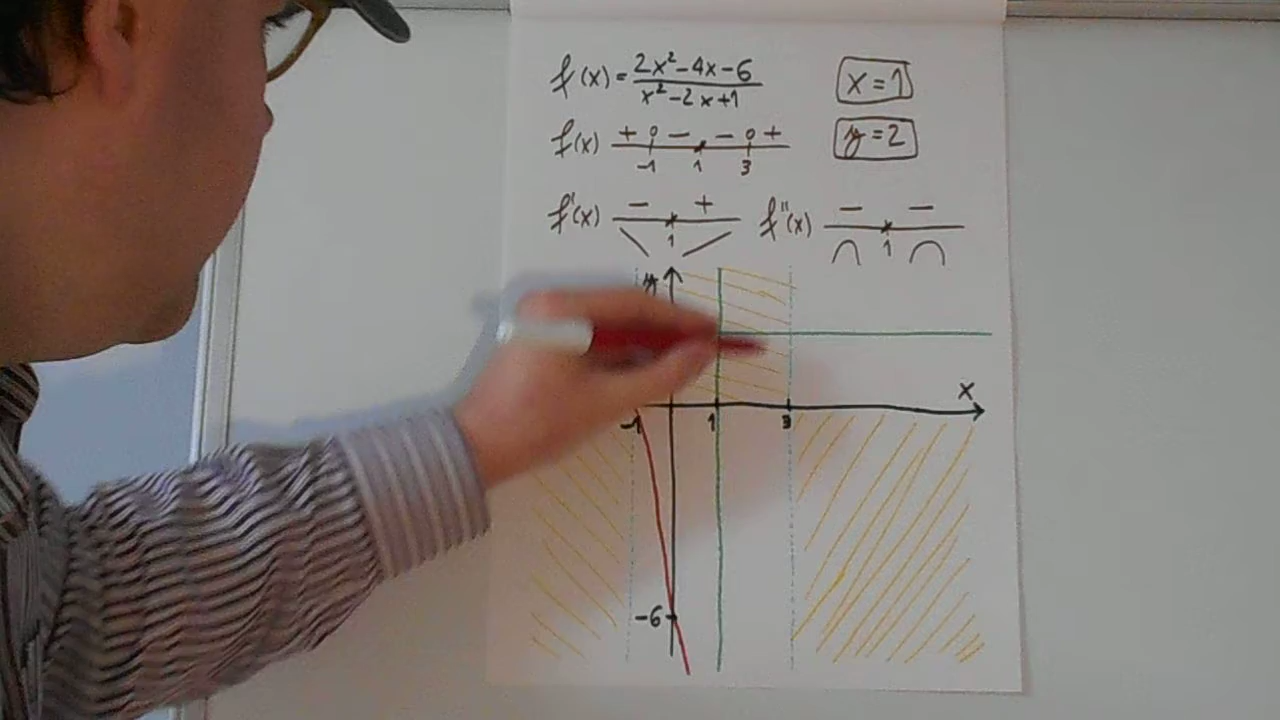 f(x) = (2x² - 4x - 6)/(x² - 2x + 1)
x = 1
f(x) + o - - o +
y = 2
-1 1 3
f'(x) - +
1
f''(x) - -
1
y
x
-1 1 3
-6